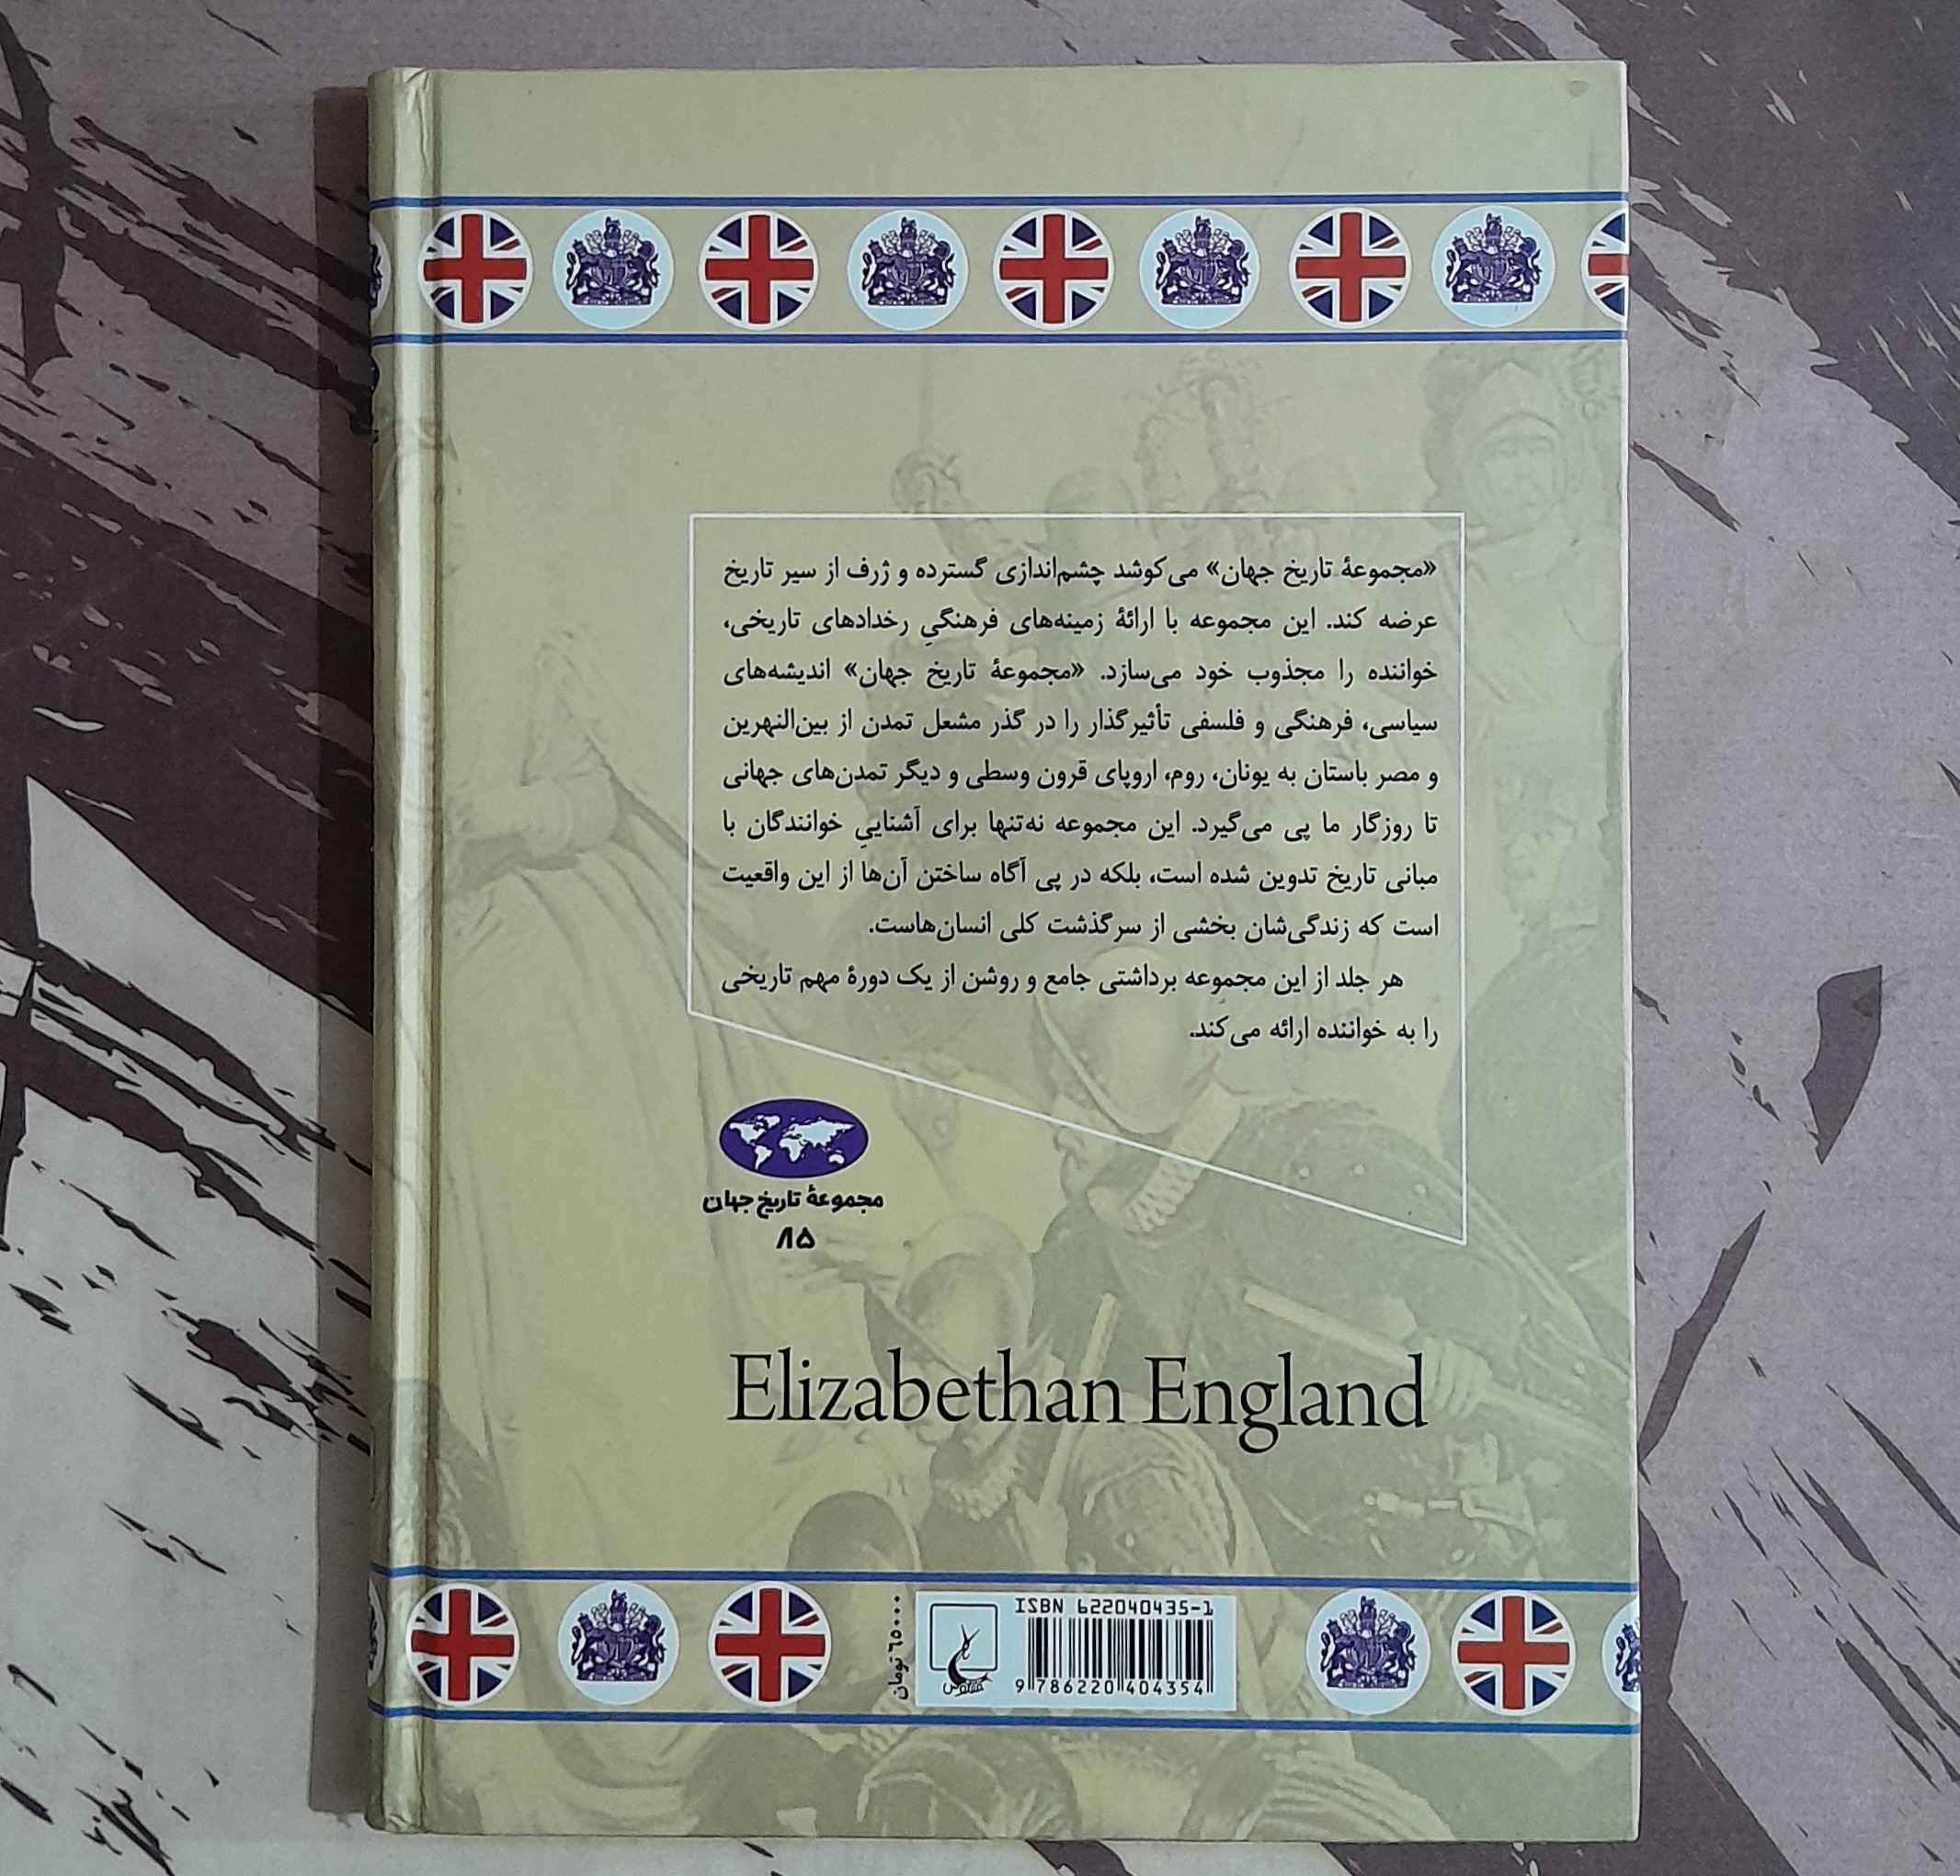 «مجموعهٔ تاریخ جهان» می‌کوشد چشم‌اندازی گسترده و ژرف از سیر تاریخ
عرضه کند. این مجموعه با ارائهٔ زمینه‌های فرهنگیِ رخدادهای تاریخی،
خواننده را مجذوب خود می‌سازد. «مجموعهٔ تاریخ جهان» اندیشه‌های
سیاسی، فرهنگی و فلسفی تأثیرگذار را در گذر مشعل تمدن از بین‌النهرین
و مصر باستان به یونان، روم، اروپای قرون وسطی و دیگر تمدن‌های جهانی
تا روزگار ما پی می‌گیرد. این مجموعه نه‌تنها برای آشناییِ خوانندگان با
مبانی تاریخ تدوین شده است، بلکه در پی آگاه ساختن آن‌ها از این واقعیت
است که زندگی‌شان بخشی از سرگذشت کلی انسان‌هاست.
هر جلد از این مجموعه برداشتی جامع و روشن از یک دورهٔ مهم تاریخی
را به خواننده ارائه می‌کند.
مجموعهٔ تاریخ جهان
۸۵
Elizabethan England
۶۵۰۰۰ تومان
ققنوس
ISBN 622040435-1
9 786220 404354